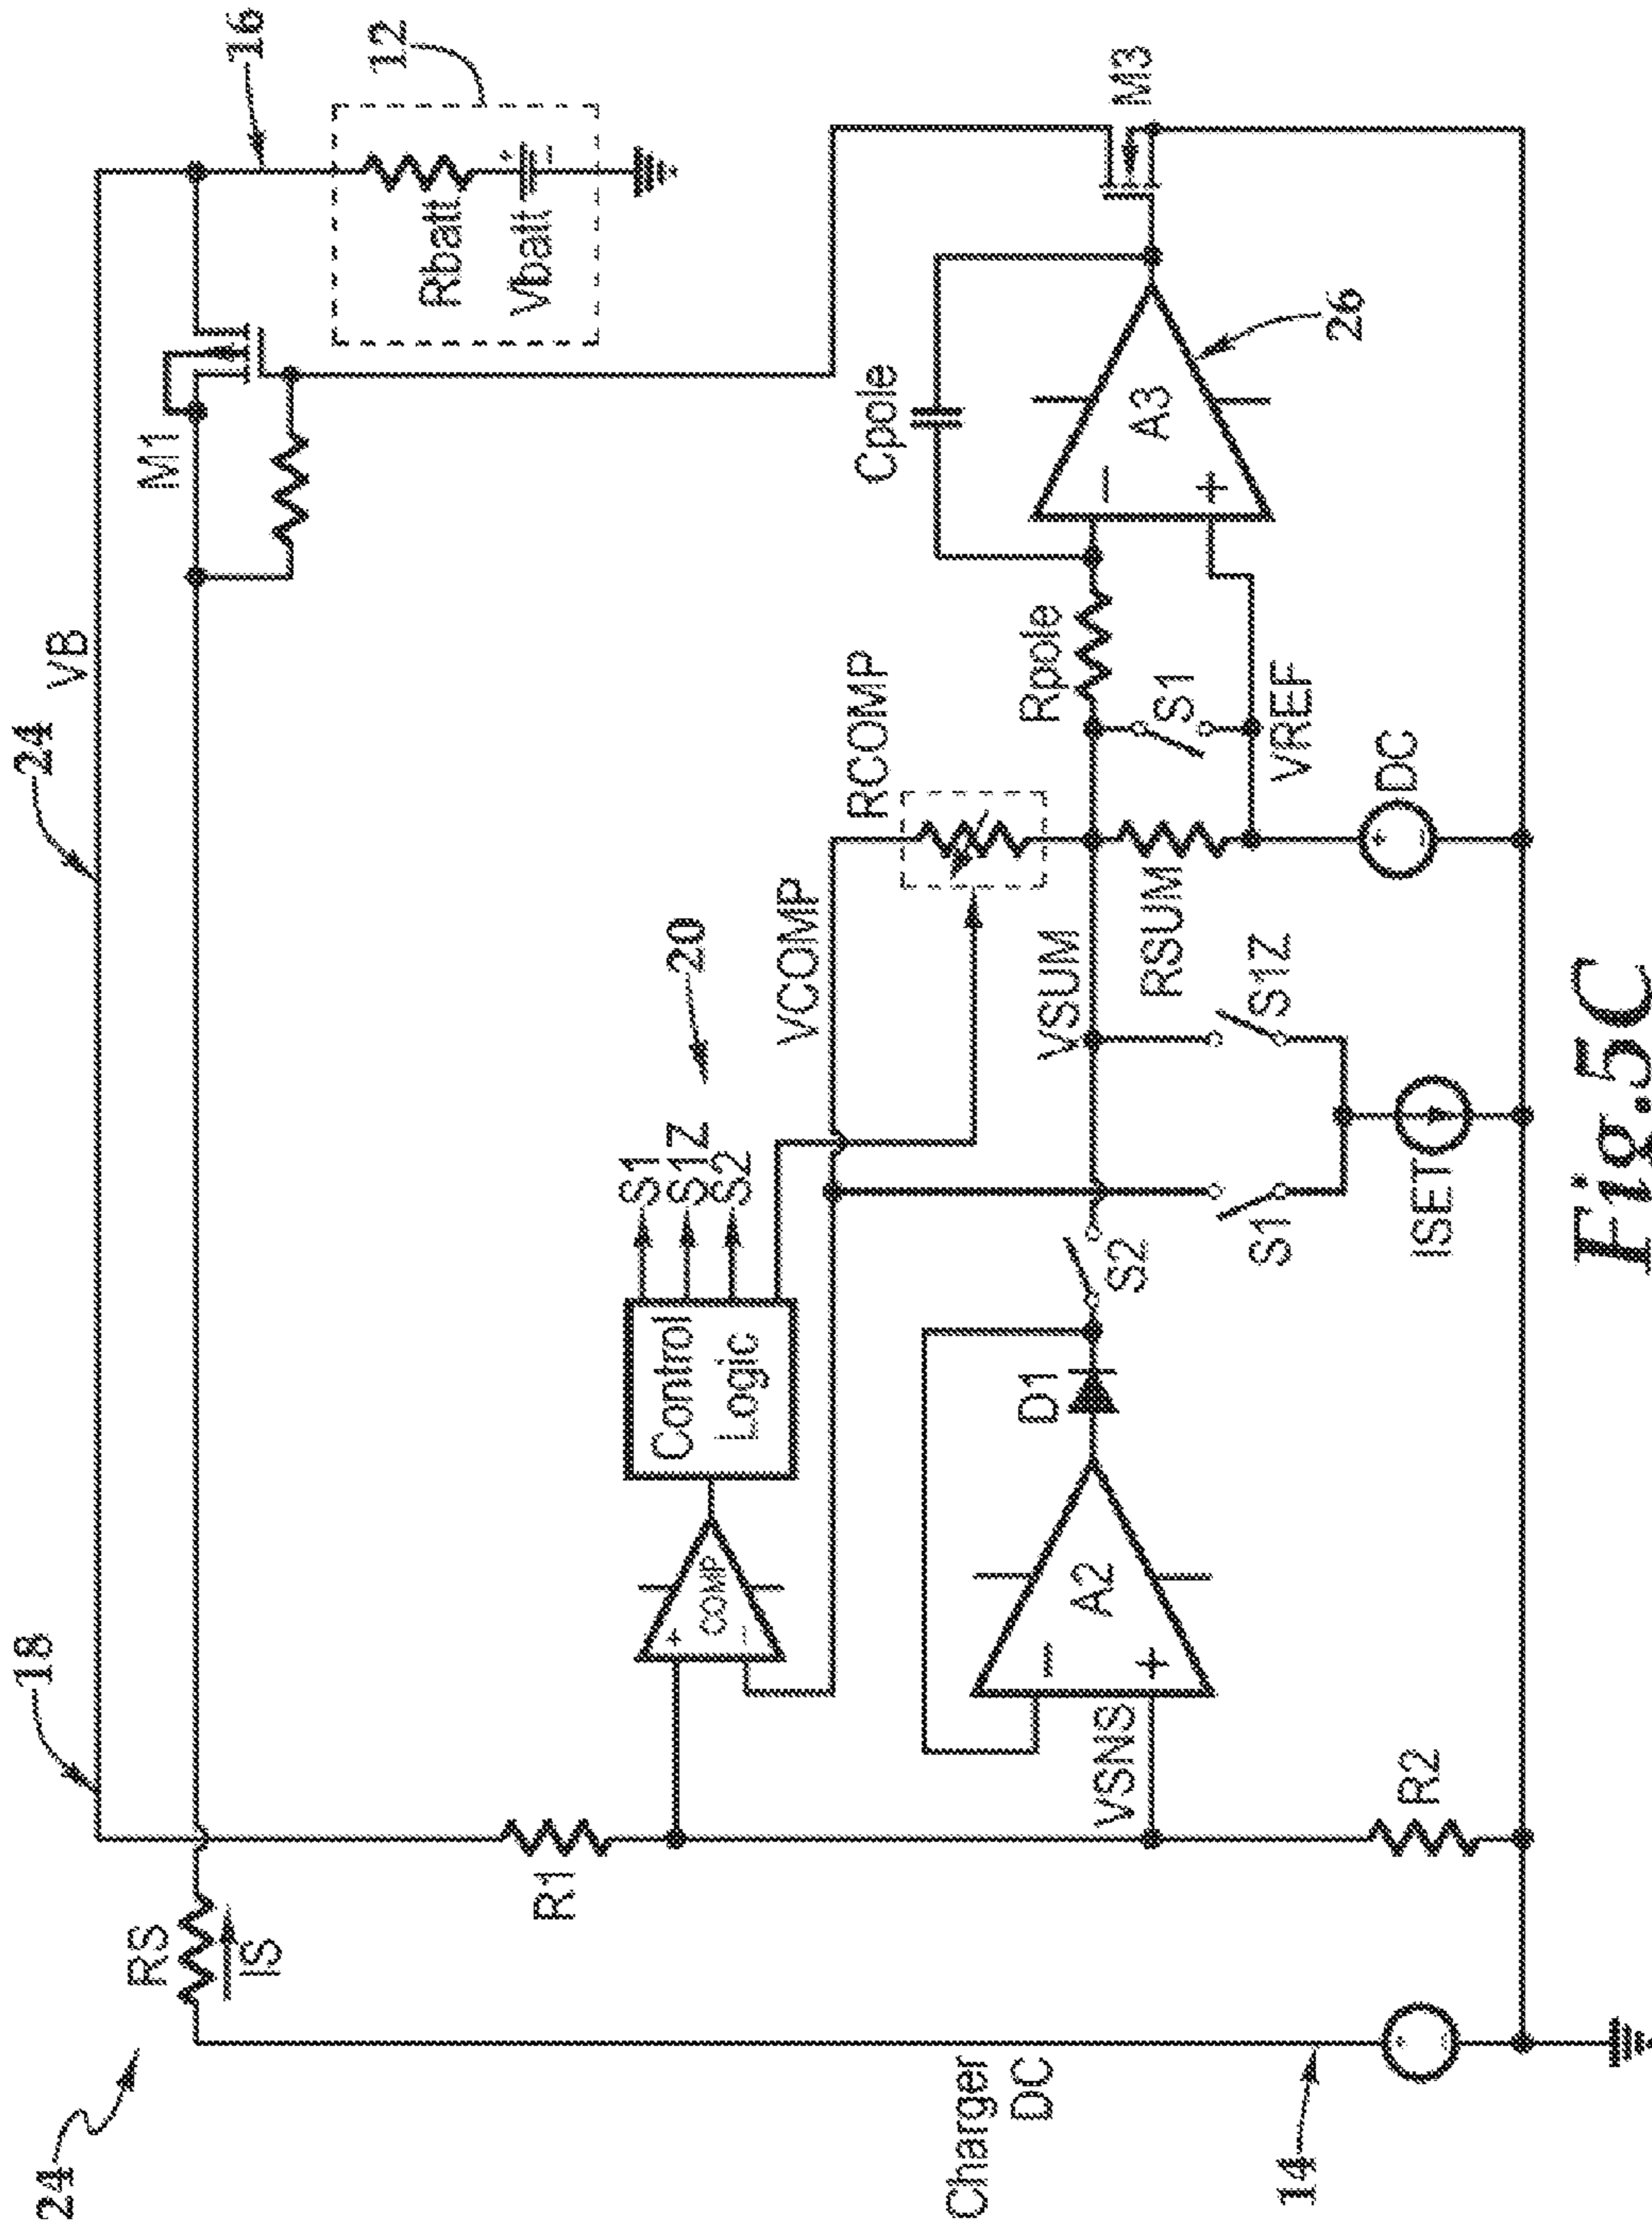 24
18
24
VB
16
RS
IS
M1
12
Rbatt
Vbatt
+
-
R1
COMP
+
-
Control
Logic
S1
S1Z
S2
20
VCOMP
RCOMP
Cpole
Charger
DC
14
VSNS
A2
-
+
D1
S2
VSUM
RSUM
Rpole
S1
A3
-
+
26
M3
R2
S1
S1Z
ISET
VREF
DC
+
-
Fig.5C